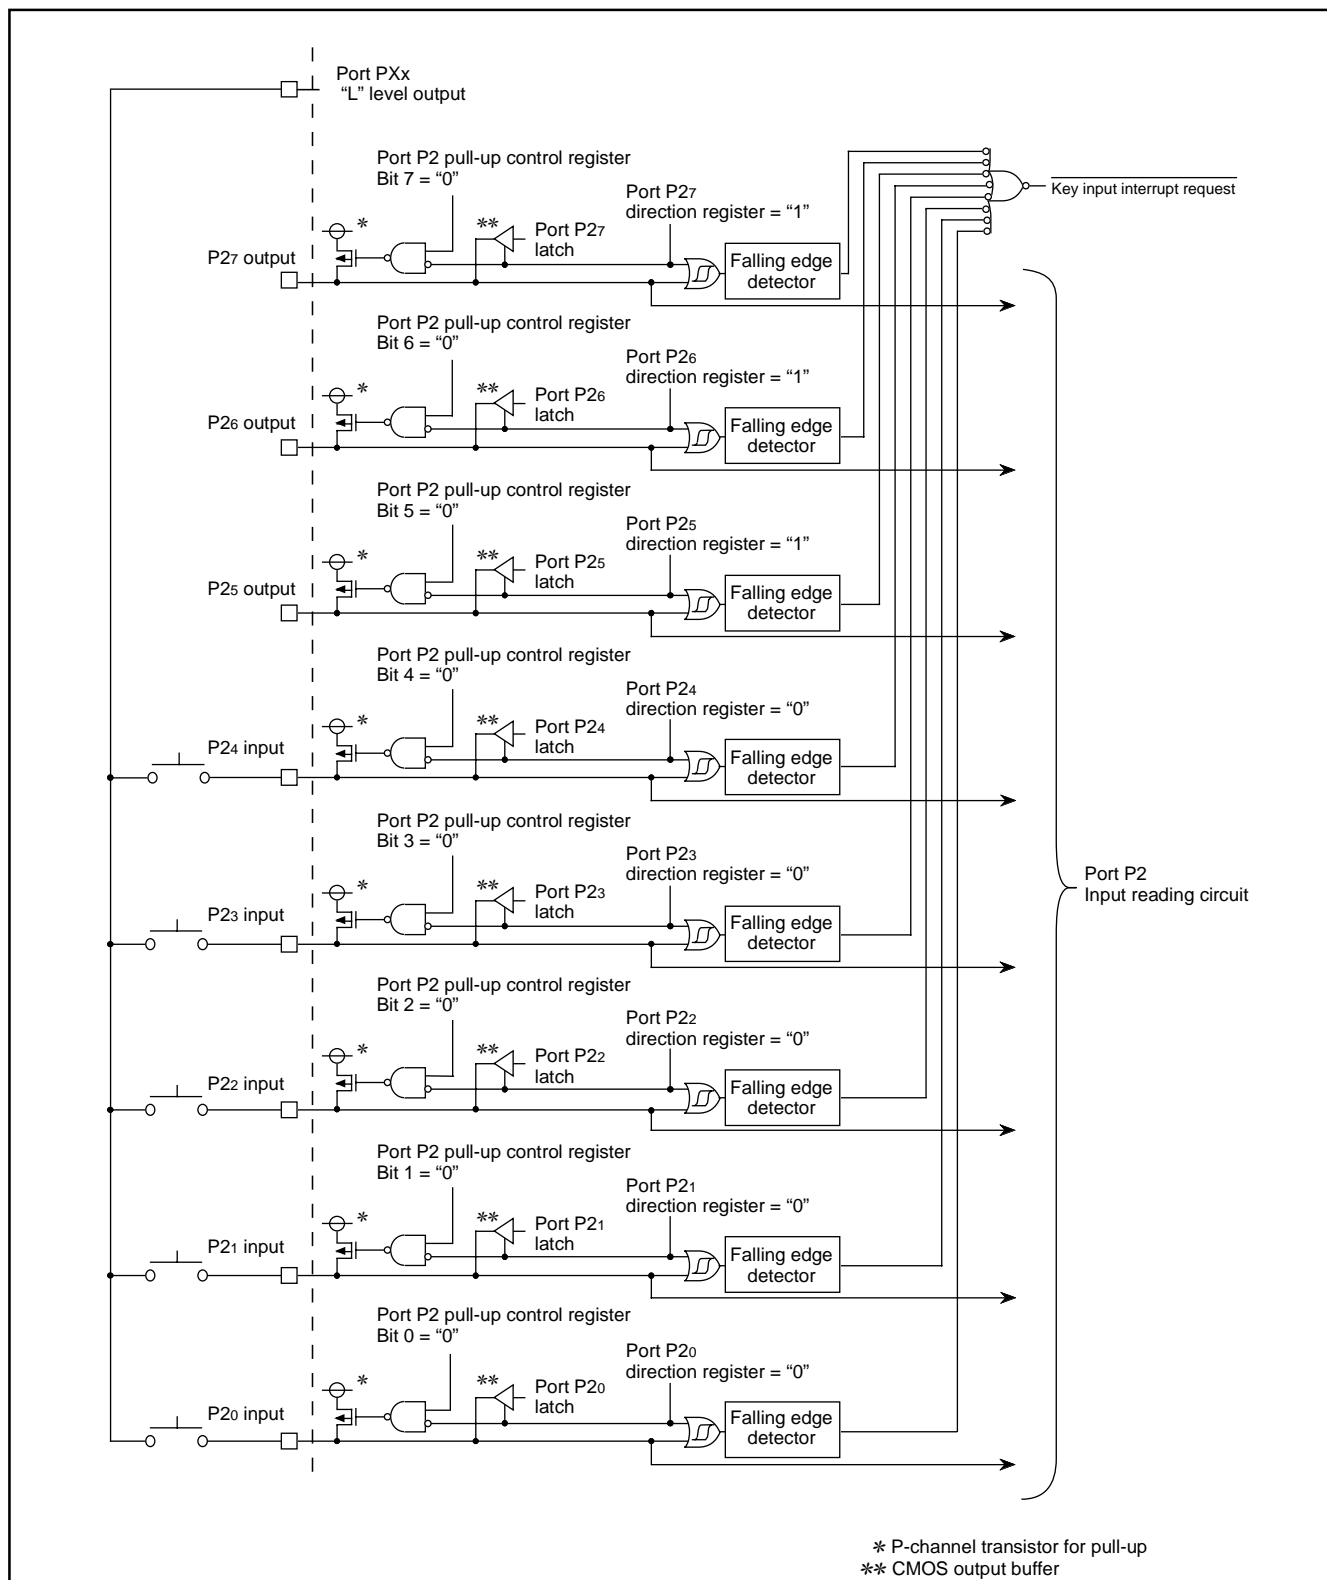 Port PXx
“L” level output
Port P2 pull-up control register
Bit 7 = “0”
Port P27
direction register = “1”
Key input interrupt request
*
**
Port P27
latch
P27 output
Falling edge
detector
Port P2 pull-up control register
Bit 6 = “0”
Port P26
direction register = “1”
*
**
Port P26
latch
P26 output
Falling edge
detector
Port P2 pull-up control register
Bit 5 = “0”
Port P25
direction register = “1”
*
**
Port P25
latch
P25 output
Falling edge
detector
Port P2 pull-up control register
Bit 4 = “0”
Port P24
direction register = “0”
*
**
Port P24
latch
P24 input
Falling edge
detector
Port P2 pull-up control register
Bit 3 = “0”
Port P23
direction register = “0”
*
**
Port P23
latch
P23 input
Falling edge
detector
Port P2
Input reading circuit
Port P2 pull-up control register
Bit 2 = “0”
Port P22
direction register = “0”
*
**
Port P22
latch
P22 input
Falling edge
detector
Port P2 pull-up control register
Bit 1 = “0”
Port P21
direction register = “0”
*
**
Port P21
latch
P21 input
Falling edge
detector
Port P2 pull-up control register
Bit 0 = “0”
Port P20
direction register = “0”
*
**
Port P20
latch
P20 input
Falling edge
detector
* P-channel transistor for pull-up
** CMOS output buffer